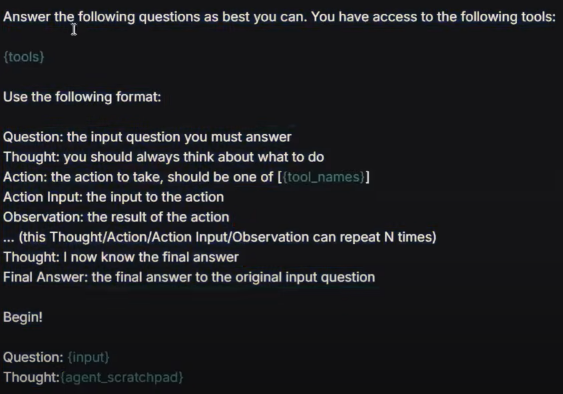 Answer the following questions as best you can. You have access to the following tools:
{tools}
Use the following format:
Question: the input question you must answer
Thought: you should always think about what to do
Action: the action to take, should be one of [{tool_names}]
Action Input: the input to the action
Observation: the result of the action
... (this Thought/Action/Action Input/Observation can repeat N times)
Thought: I now know the final answer
Final Answer: the final answer to the original input question
Begin!
Question: {input}
Thought:{agent_scratchpad}